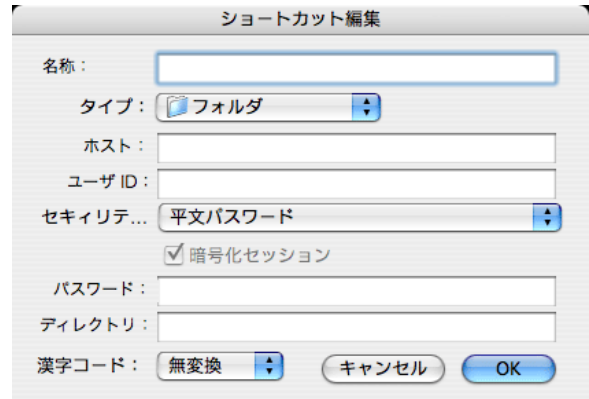 ショートカット編集
名称：
タイプ：フォルダ
ホスト：
ユーザ ID：
セキリテ... 平文パスワード
暗号化セッション
パスワード：
ディレクトリ：
漢字コード：無変換 キャンセル OK